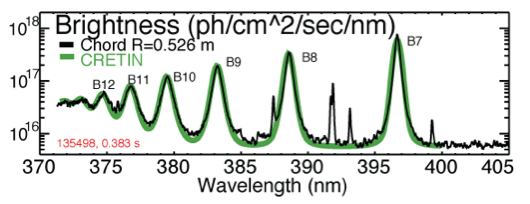 Brightness (ph/cm^2/sec/nm)
Chord R=0.526 m
CRETIN
B12 B11 B10 B9 B8 B7
10^18
10^17
10^16
135498, 0.383 s
370 375 380 385 390 395 400 405
Wavelength (nm)